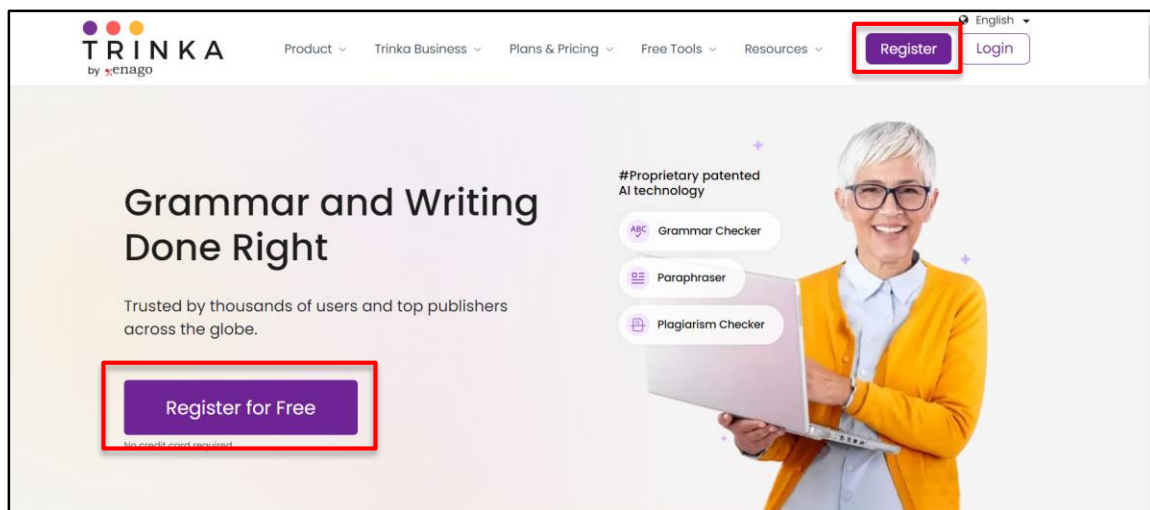 English
TRINKA
by enago
Product
Trinka Business
Plans & Pricing
Free Tools
Resources
Register
Login
Grammar and Writing
Done Right
Trusted by thousands of users and top publishers
across the globe.
Register for Free
No credit card required
#Proprietary patented
AI technology
ABC
Grammar Checker
Paraphraser
Plagiarism Checker